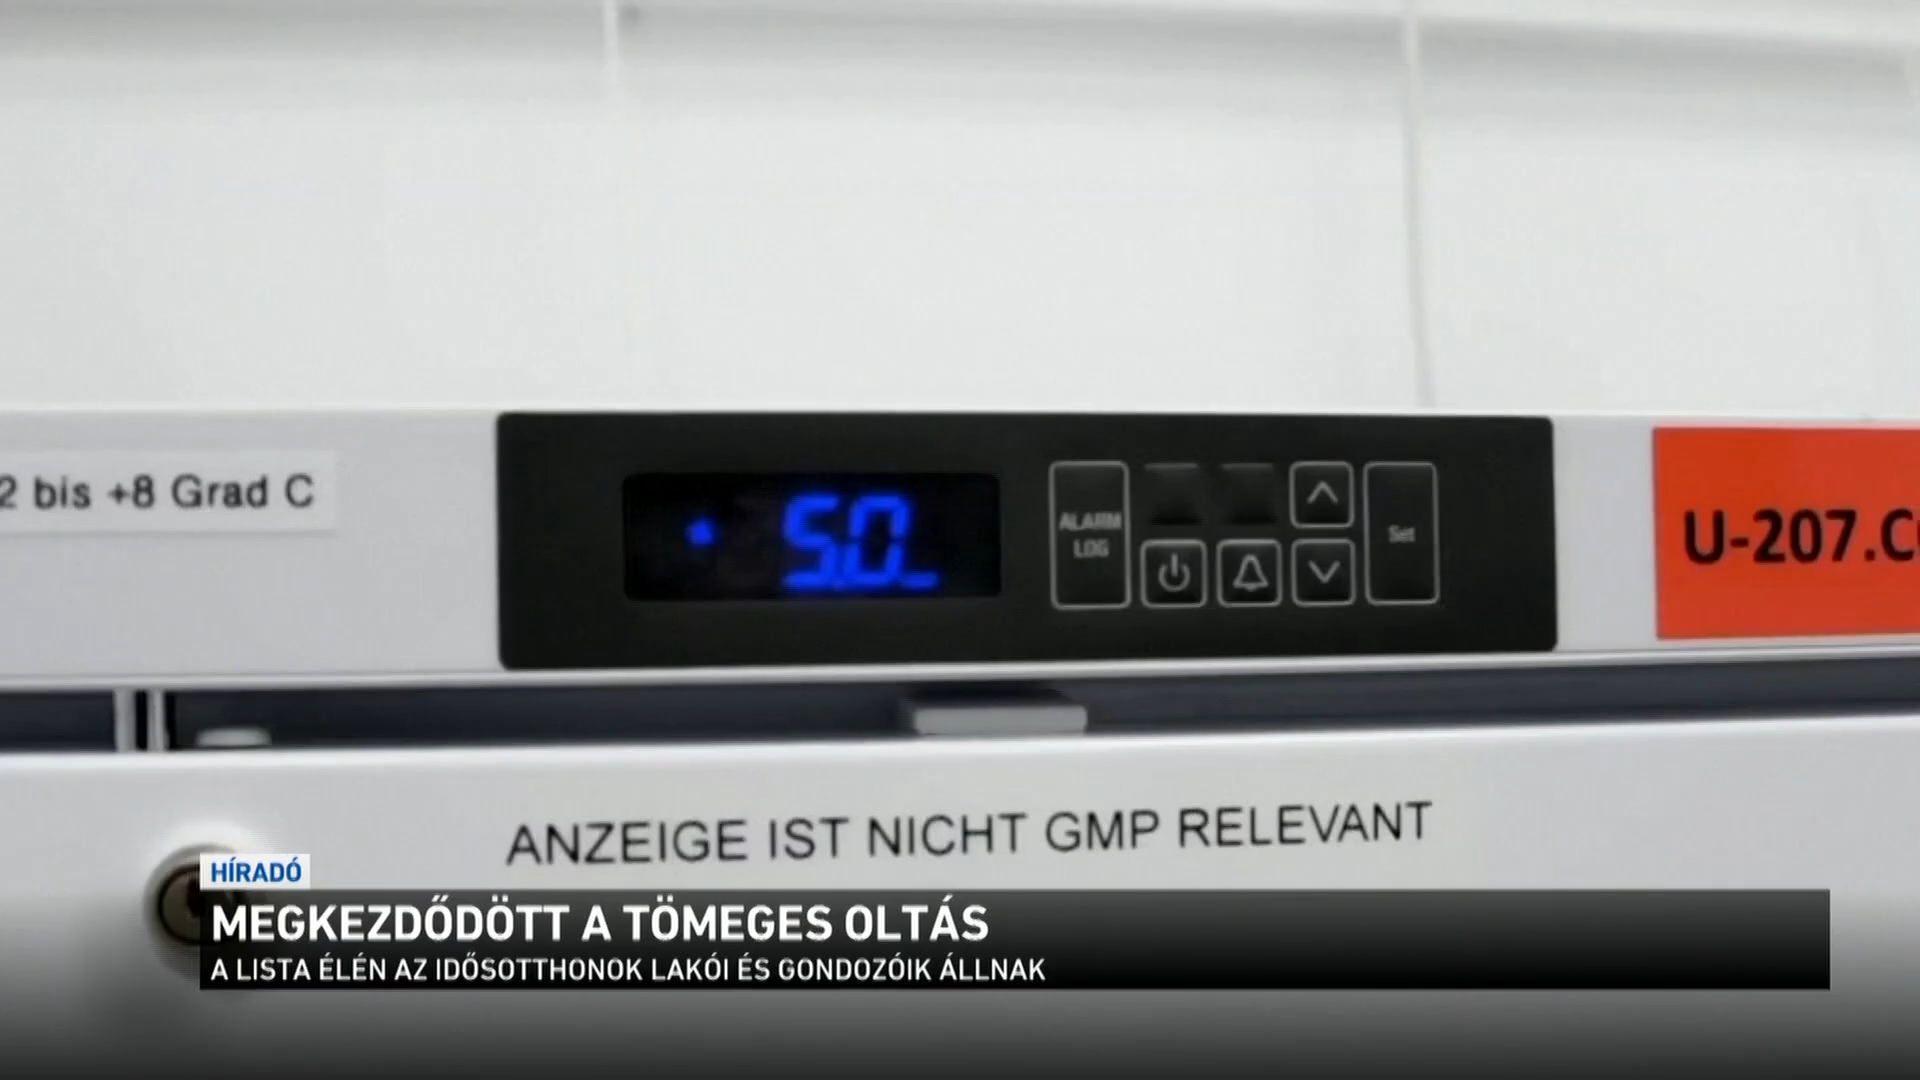 2 bis +8 Grad C
5.0
ALARM
LOG
Set
U-207.C
ANZEIGE IST NICHT GMP RELEVANT
HÍRADÓ
MEGKEZDŐDÖTT A TÖMEGES OLTÁS
A LISTA ÉLÉN AZ IDŐSOTTHONOK LAKÓI ÉS GONDOZÓIK ÁLLNAK